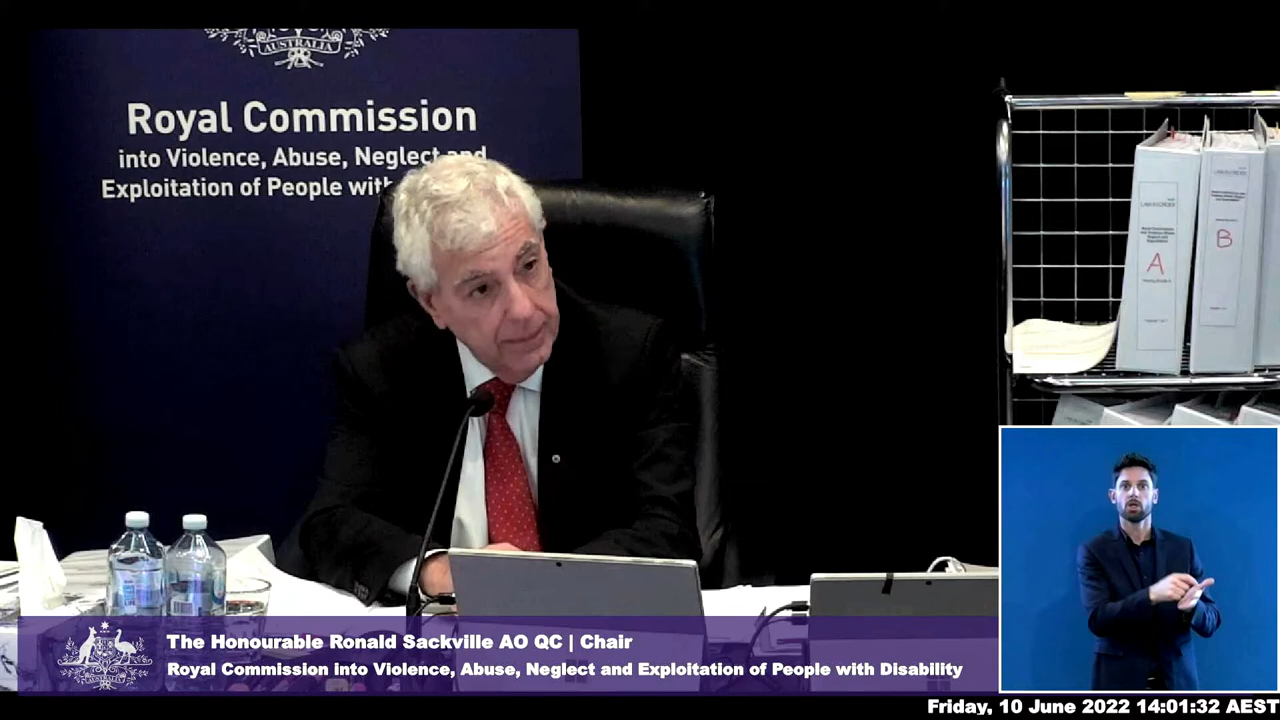 AUSTRALIA
Royal Commission
into Violence, Abuse, Neglect and
Exploitation of People with
A
B
The Honourable Ronald Sackville AO QC | Chair
Royal Commission into Violence, Abuse, Neglect and Exploitation of People with Disability
Friday, 10 June 2022 14:01:32 AEST